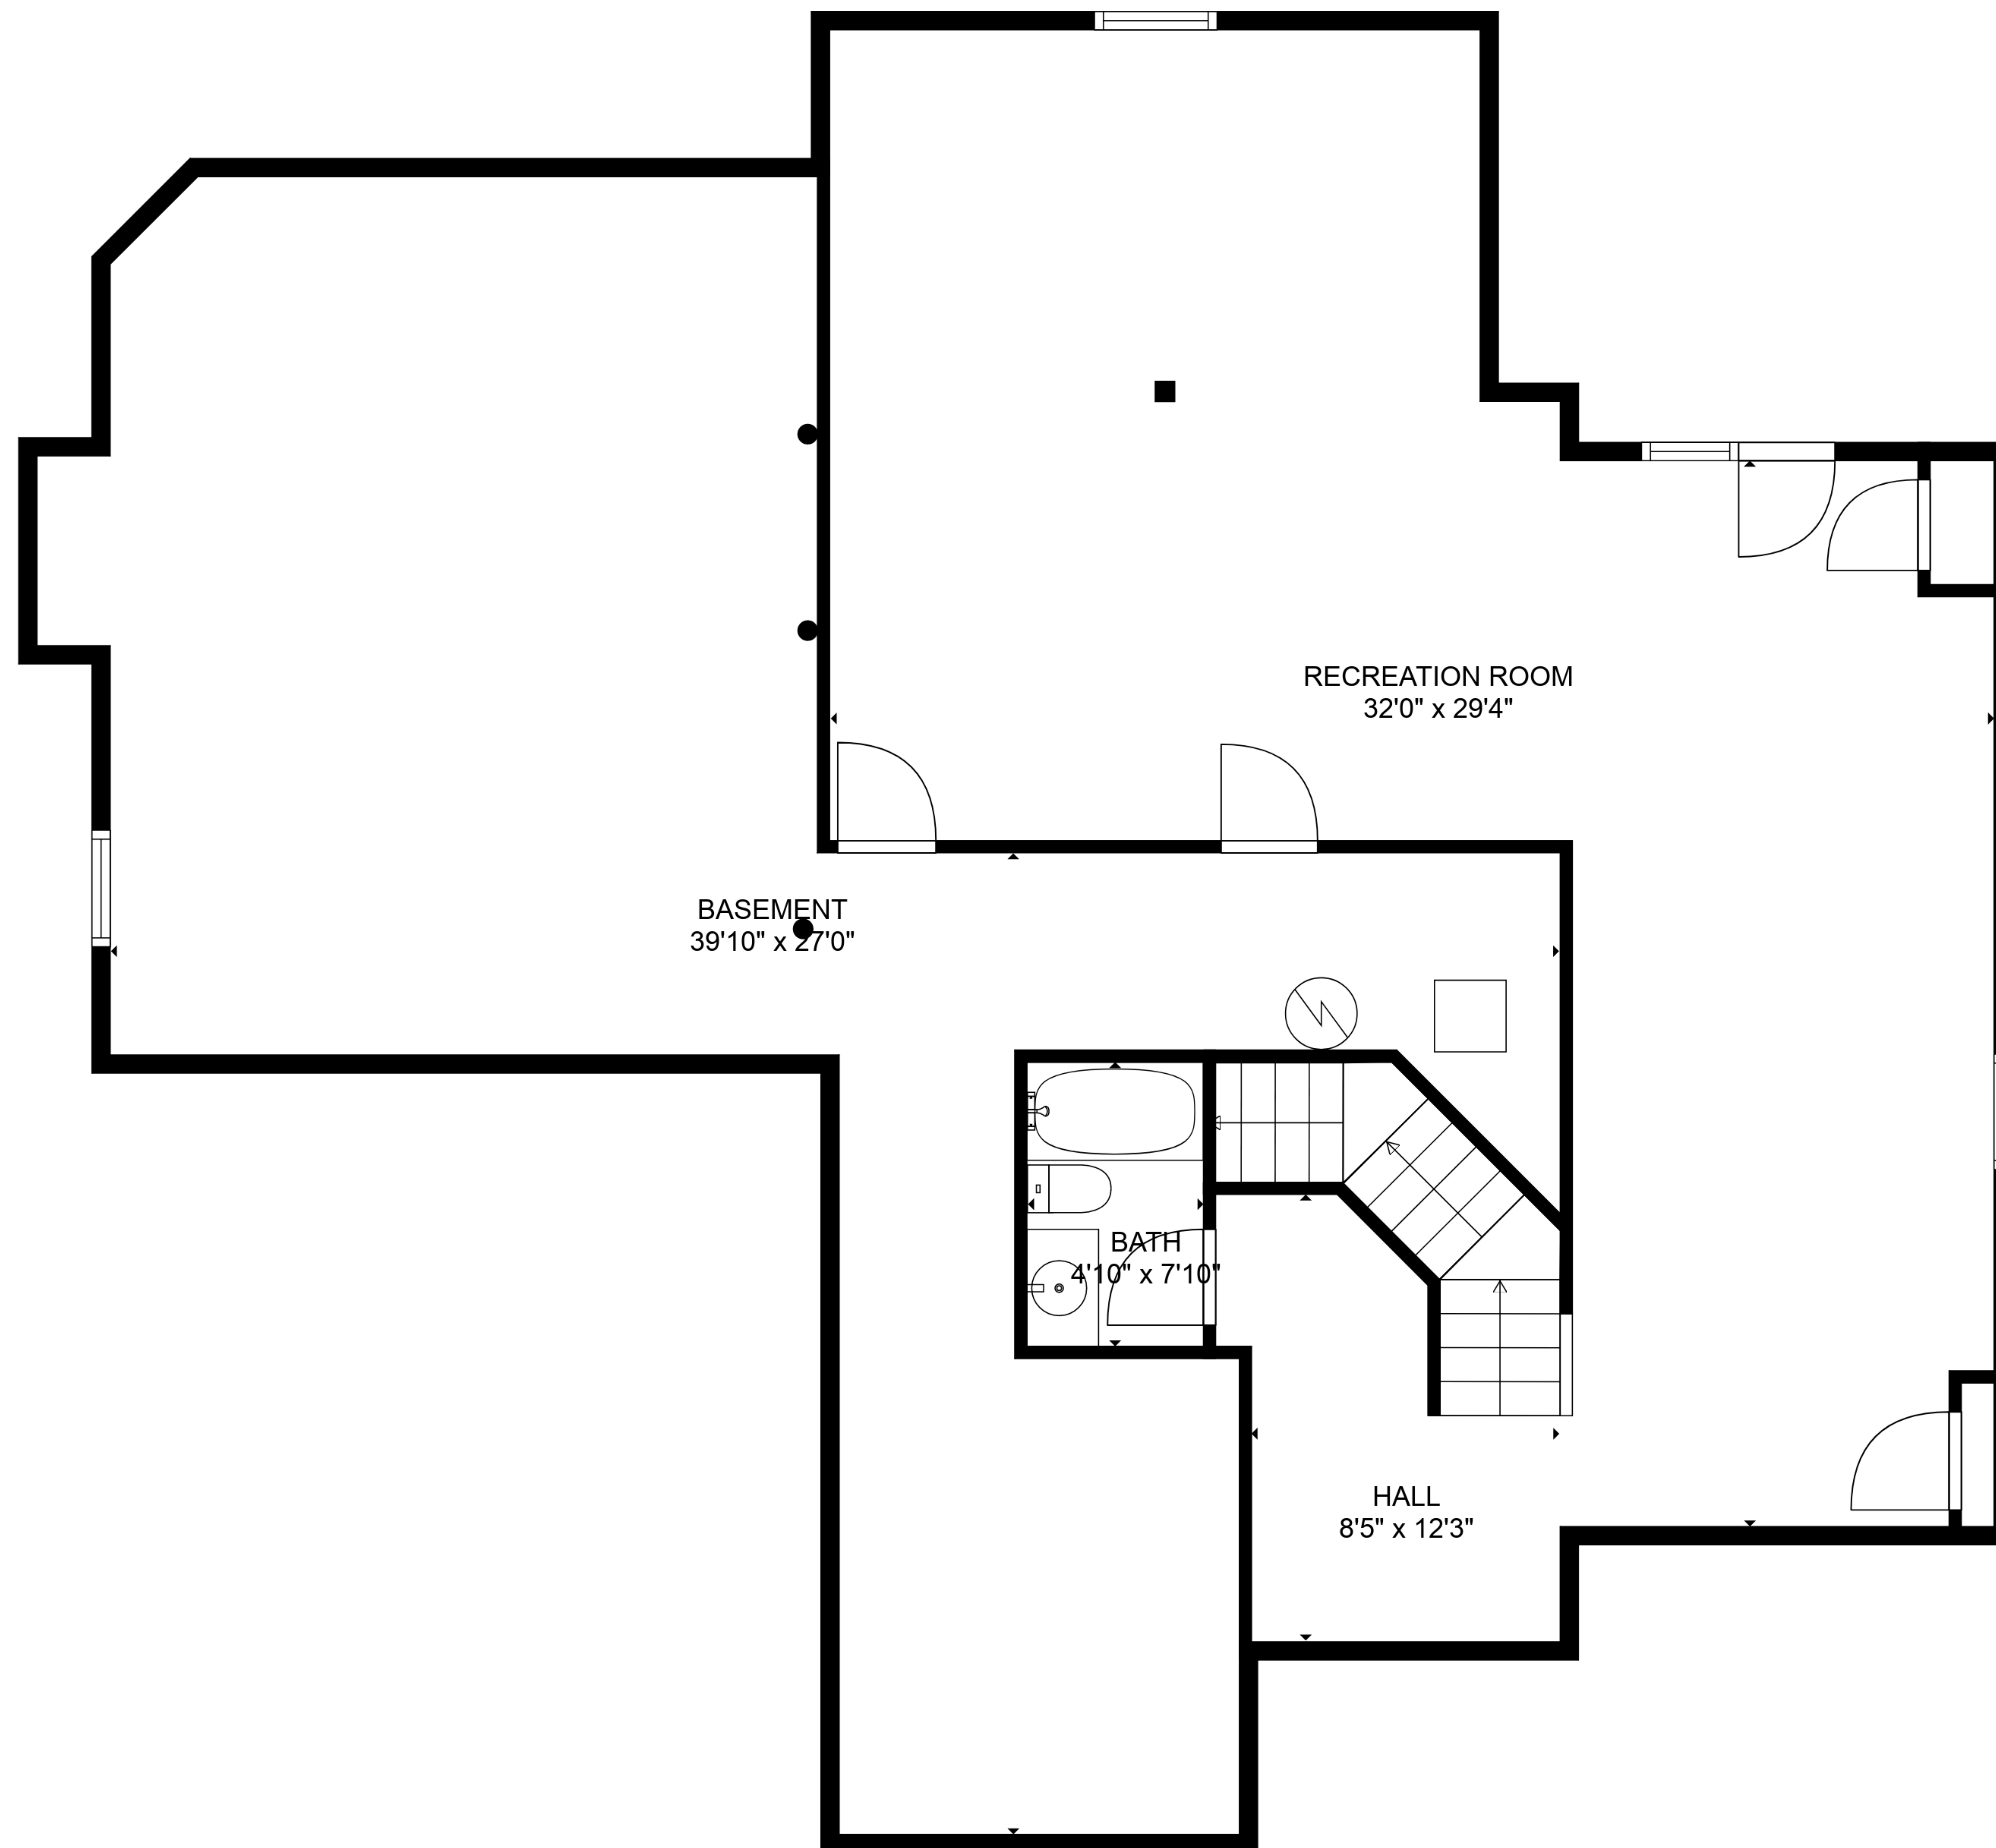 RECREATION ROOM
32'0" x 29'4"
BASEMENT
39'10" x 27'0"
BATH
4'10" x 7'10"
HALL
8'5" x 12'3"